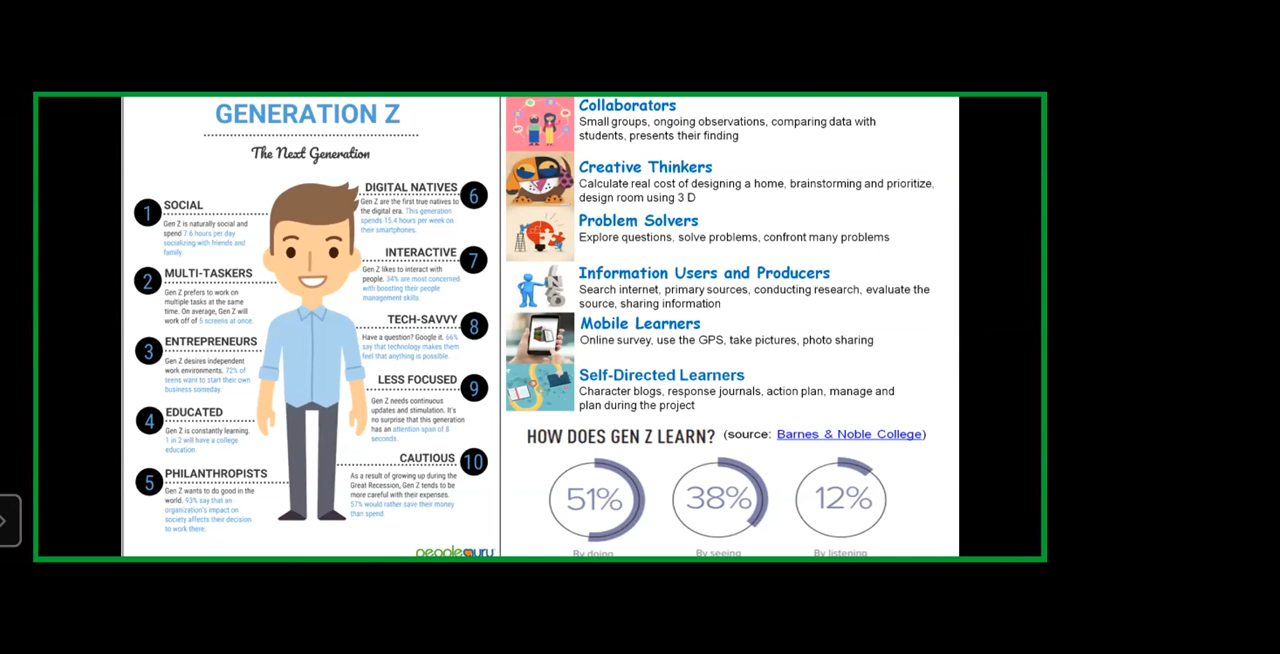 GENERATION Z
The Next Generation
1
SOCIAL
Gen Z is naturally social and
spend 7.6 hours per day
socializing with friends and
family.
2
MULTI-TASKERS
Gen Z prefers to work on
multiple tasks at the same
time. On average, Gen Z will
work off of 5 screens at once.
3
ENTREPRENEURS
Gen Z desires independent
work environments. 72% of
teens want to start their own
business someday.
4
EDUCATED
Gen Z is constantly learning.
1 in 2 will have a college
education.
5
PHILANTHROPISTS
Gen Z wants to do good in the
world. 93% say that an
organization's impact on
society affects their decision
to work there.
DIGITAL NATIVES
6
Gen Z are the first true natives to
the digital era. This generation
spends 15.4 hours per week on
their smartphones.
INTERACTIVE
7
Gen Z likes to interact with
people. 34% are most concerned
with boosting their people
management skills.
TECH-SAVVY
8
Have a question? Google it. 66%
say that technology makes them
feel that anything is possible.
LESS FOCUSED
9
Gen Z needs continuous
updates and stimulation. It's
no surprise that this generation
has an attention span of 8
seconds.
CAUTIOUS
10
As a result of growing up during the
Great Recession, Gen Z tends to be
more careful with their expenses.
57% would rather save their money
than spend.
peopleguru
Collaborators
Small groups, ongoing observations, comparing data with
students, presents their finding
Creative Thinkers
Calculate real cost of designing a home, brainstorming and prioritize,
design room using 3 D
Problem Solvers
Explore questions, solve problems, confront many problems
Information Users and Producers
Search internet, primary sources, conducting research, evaluate the
source, sharing information
Mobile Learners
Online survey, use the GPS, take pictures, photo sharing
Self-Directed Learners
Character blogs, response journals, action plan, manage and
plan during the project
HOW DOES GEN Z LEARN? (source: Barnes & Noble College)
51% 38% 12%
By doing By seeing By listening